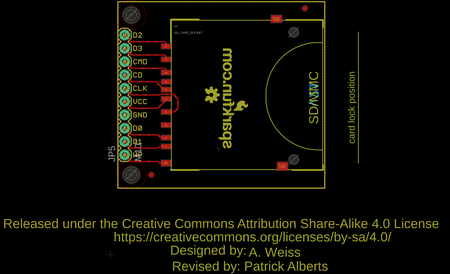 D2
D3
CMD
CD
CLK
VCC
GND
D0
D1
JP5
sparkfun.com
SD/MMC
card lock position
Released under the Creative Commons Attribution Share-Alike 4.0 License
https://creativecommons.org/licenses/by-sa/4.0/
Designed by: A. Weiss
Revised by: Patrick Alberts